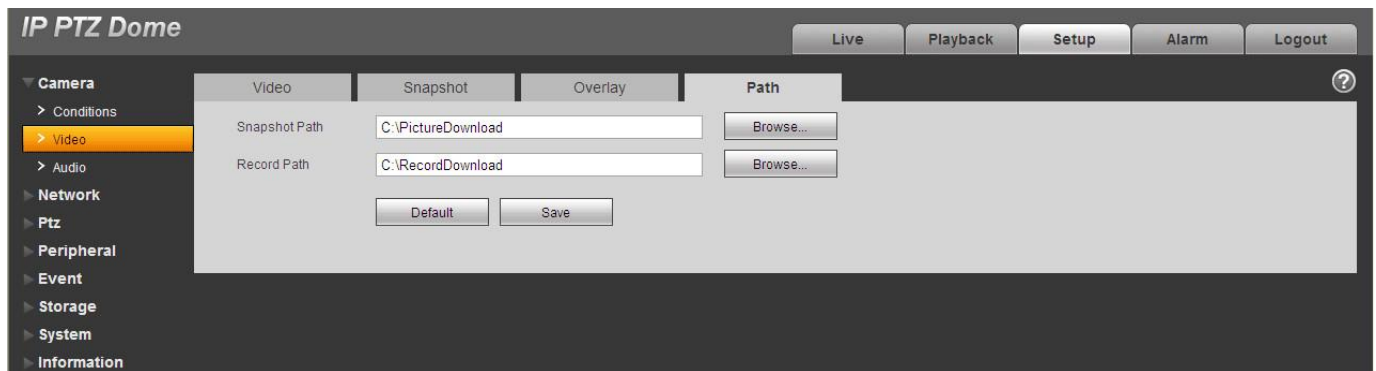 IP PTZ Dome
Live Playback Setup Alarm Logout
Camera
> Conditions
> Video
> Audio
Network
Ptz
Peripheral
Event
Storage
System
Information
Video Snapshot Overlay Path
?
Snapshot Path C:\PictureDownload Browse...
Record Path C:\RecordDownload Browse...
Default Save